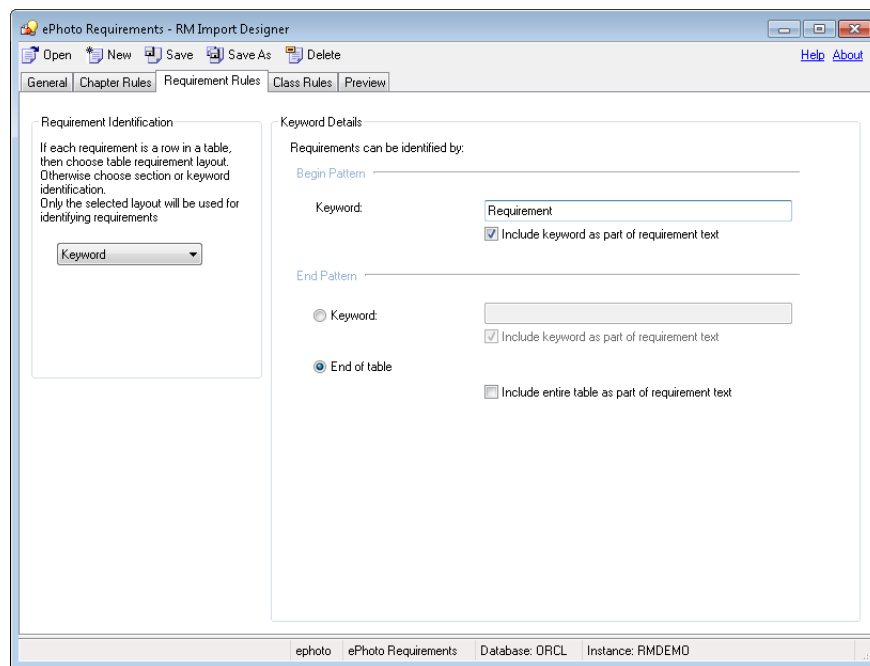 ePhoto Requirements - RM Import Designer
Open New Save Save As Delete Help About
General Chapter Rules Requirement Rules Class Rules Preview
Requirement Identification
If each requirement is a row in a table,
then choose table requirement layout.
Otherwise choose section or keyword
identification.
Only the selected layout will be used for
identifying requirements
Keyword
Keyword Details
Requirements can be identified by:
Begin Pattern
Keyword: Requirement
Include keyword as part of requirement text
End Pattern
Keyword:
Include keyword as part of requirement text
End of table
Include entire table as part of requirement text
ephoto ePhoto Requirements Database: ORCL Instance: RMDEMO